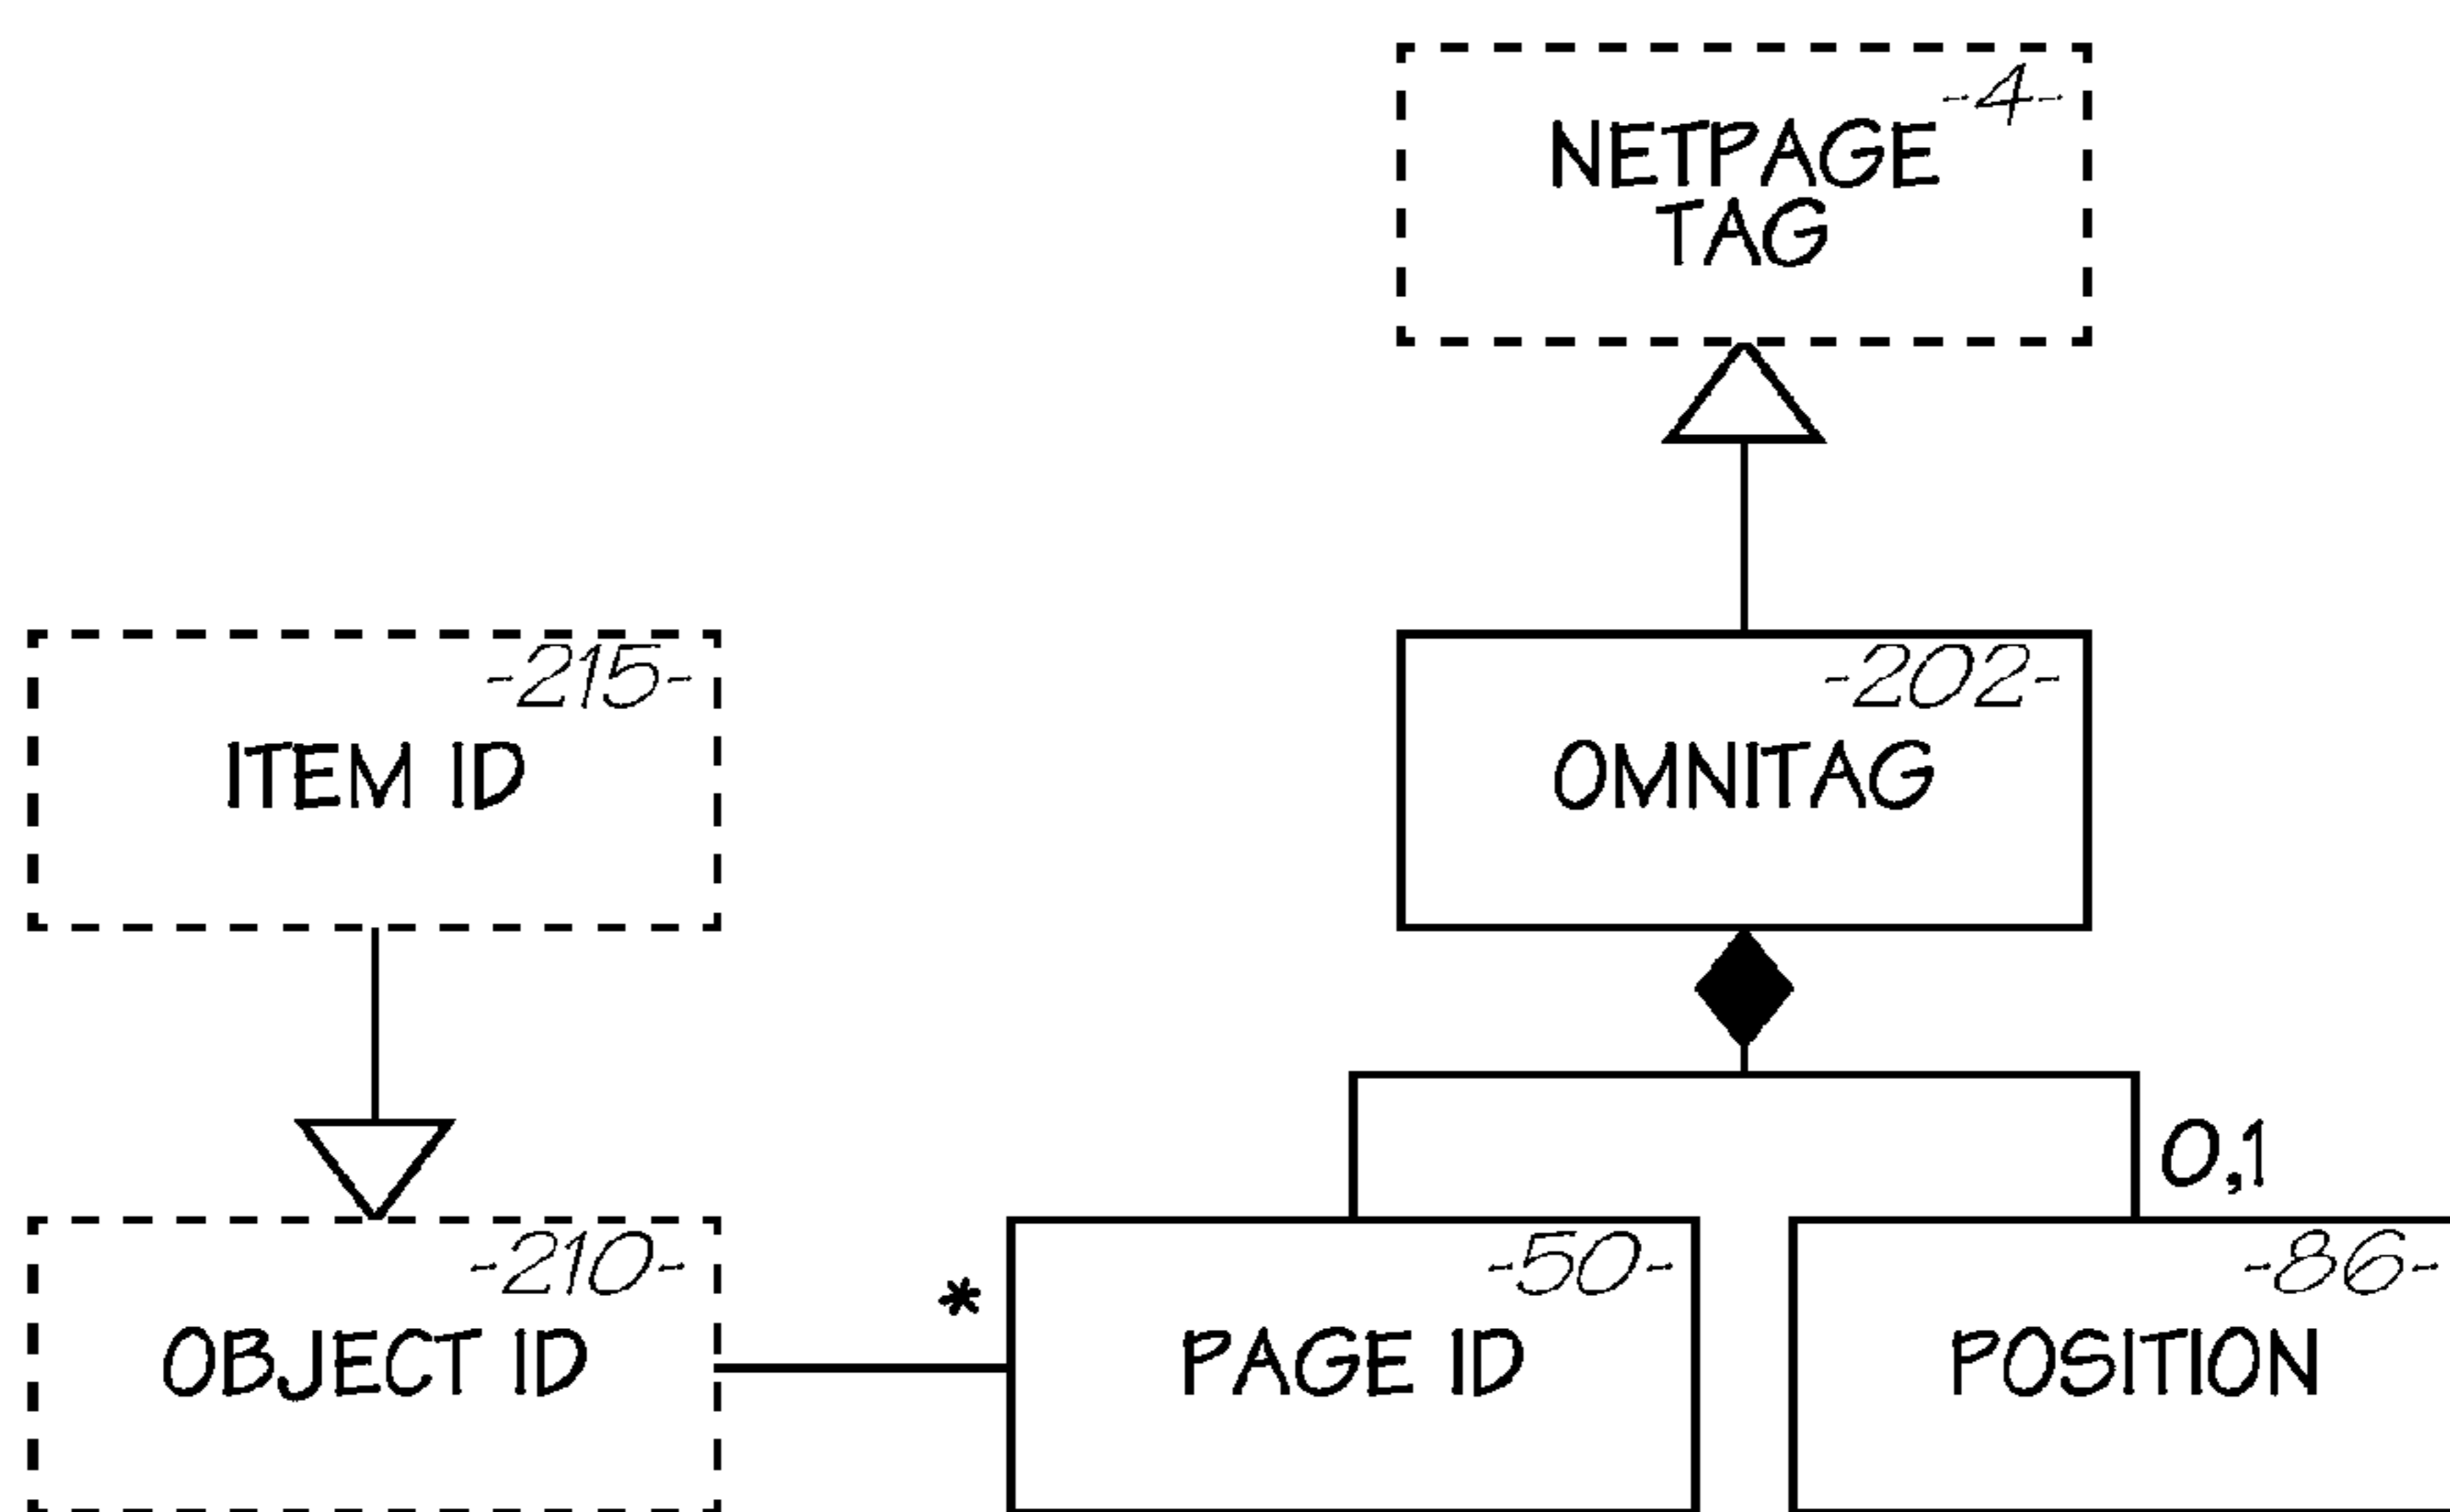 -4-
NETPAGE
TAG
-215-
ITEM ID
-202-
OMNITAG
0,1
-210-
OBJECT ID
*
-50-
PAGE ID
-86-
POSITION